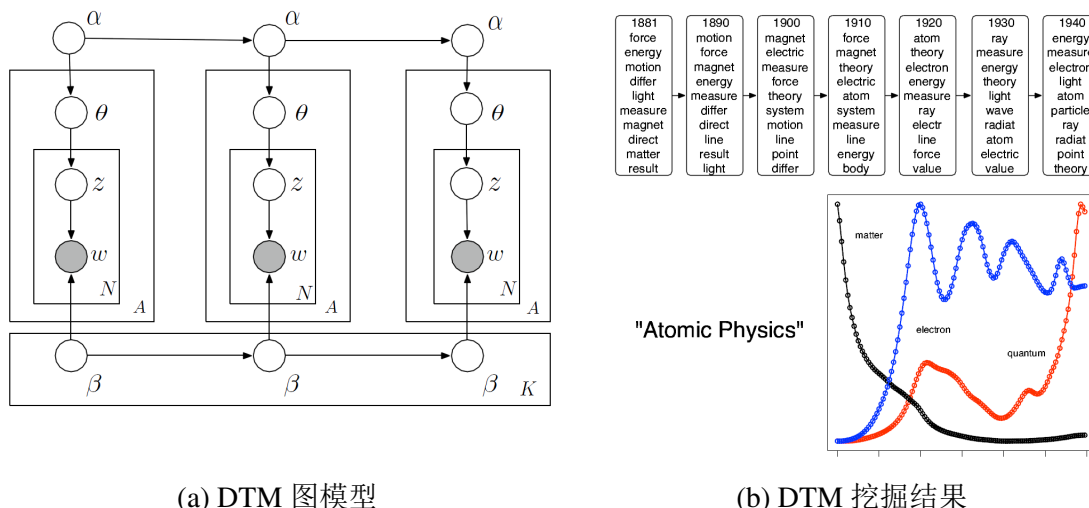 α
α
α
θ
θ
θ
z
z
z
w
w
w
N
N
N
A
A
A
β
β
β
K
(a) DTM 图模型
1881
force
energy
motion
differ
light
measure
magnet
direct
matter
result
1890
motion
force
magnet
energy
measure
differ
direct
line
result
light
1900
magnet
electric
measure
force
theory
system
motion
line
point
differ
1910
force
magnet
theory
electric
atom
system
measure
line
energy
body
1920
atom
theory
electron
energy
measure
ray
electr
line
force
value
1930
ray
measure
energy
theory
light
wave
radiat
atom
electric
value
1940
energy
measure
electron
light
atom
particle
ray
radiat
point
theory
"Atomic Physics"
matter
electron
quantum
(b) DTM 挖掘结果